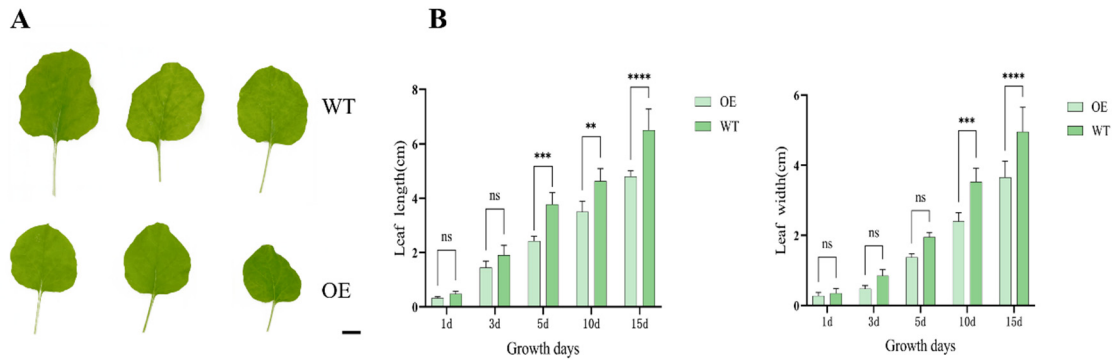 A
WT
OE
B
Leaf length(cm)
8
6
4
2
0
ns
ns
***
**
****
1d
3d
5d
10d
15d
Growth days
OE
WT
Leaf width(cm)
6
4
2
0
ns
ns
ns
***
****
1d
3d
5d
10d
15d
Growth days
OE
WT